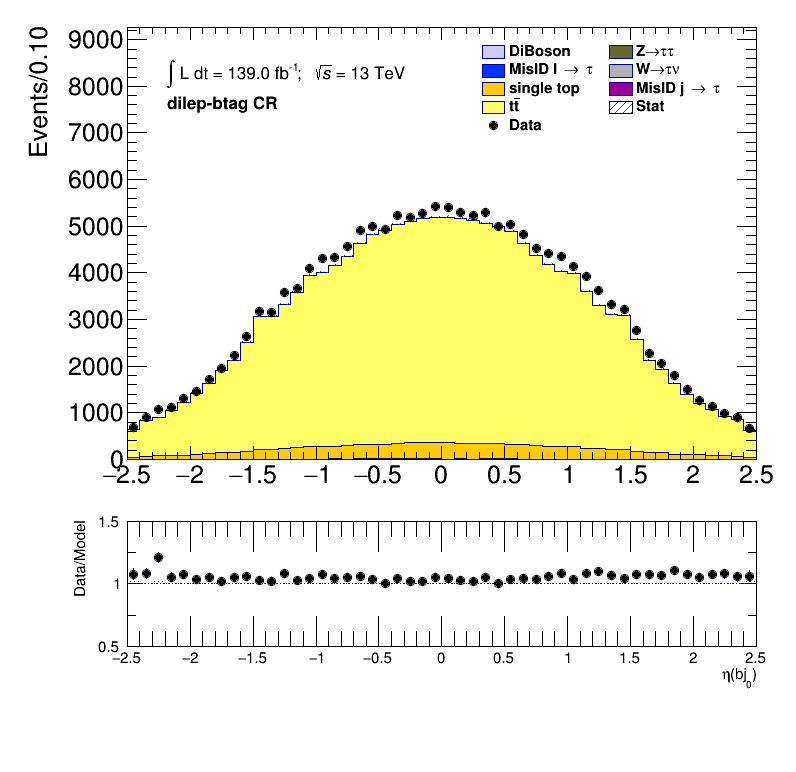 Events/0.10
9000
8000
7000
6000
5000
4000
3000
2000
1000
0
∫ L dt = 139.0 fb⁻¹; √s = 13 TeV
dilep-btag CR
DiBoson
MisID l → τ
single top
tt̄
Data
Z→ττ
W→τν
MisID j → τ
Stat
−2.5 −2 −1.5 −1 −0.5 0 0.5 1 1.5 2 2.5
Data/Model
1.5
1
0.5
−2.5 −2 −1.5 −1 −0.5 0 0.5 1 1.5 2 2.5
η(bj₀)